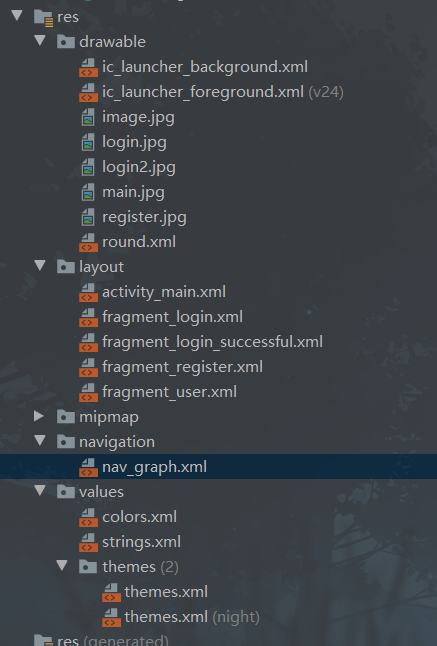 res
drawable
ic_launcher_background.xml
ic_launcher_foreground.xml (v24)
image.jpg
login.jpg
login2.jpg
main.jpg
register.jpg
round.xml
layout
activity_main.xml
fragment_login.xml
fragment_login_successful.xml
fragment_register.xml
fragment_user.xml
mipmap
navigation
nav_graph.xml
values
colors.xml
strings.xml
themes (2)
themes.xml
themes.xml (night)
res (generated)